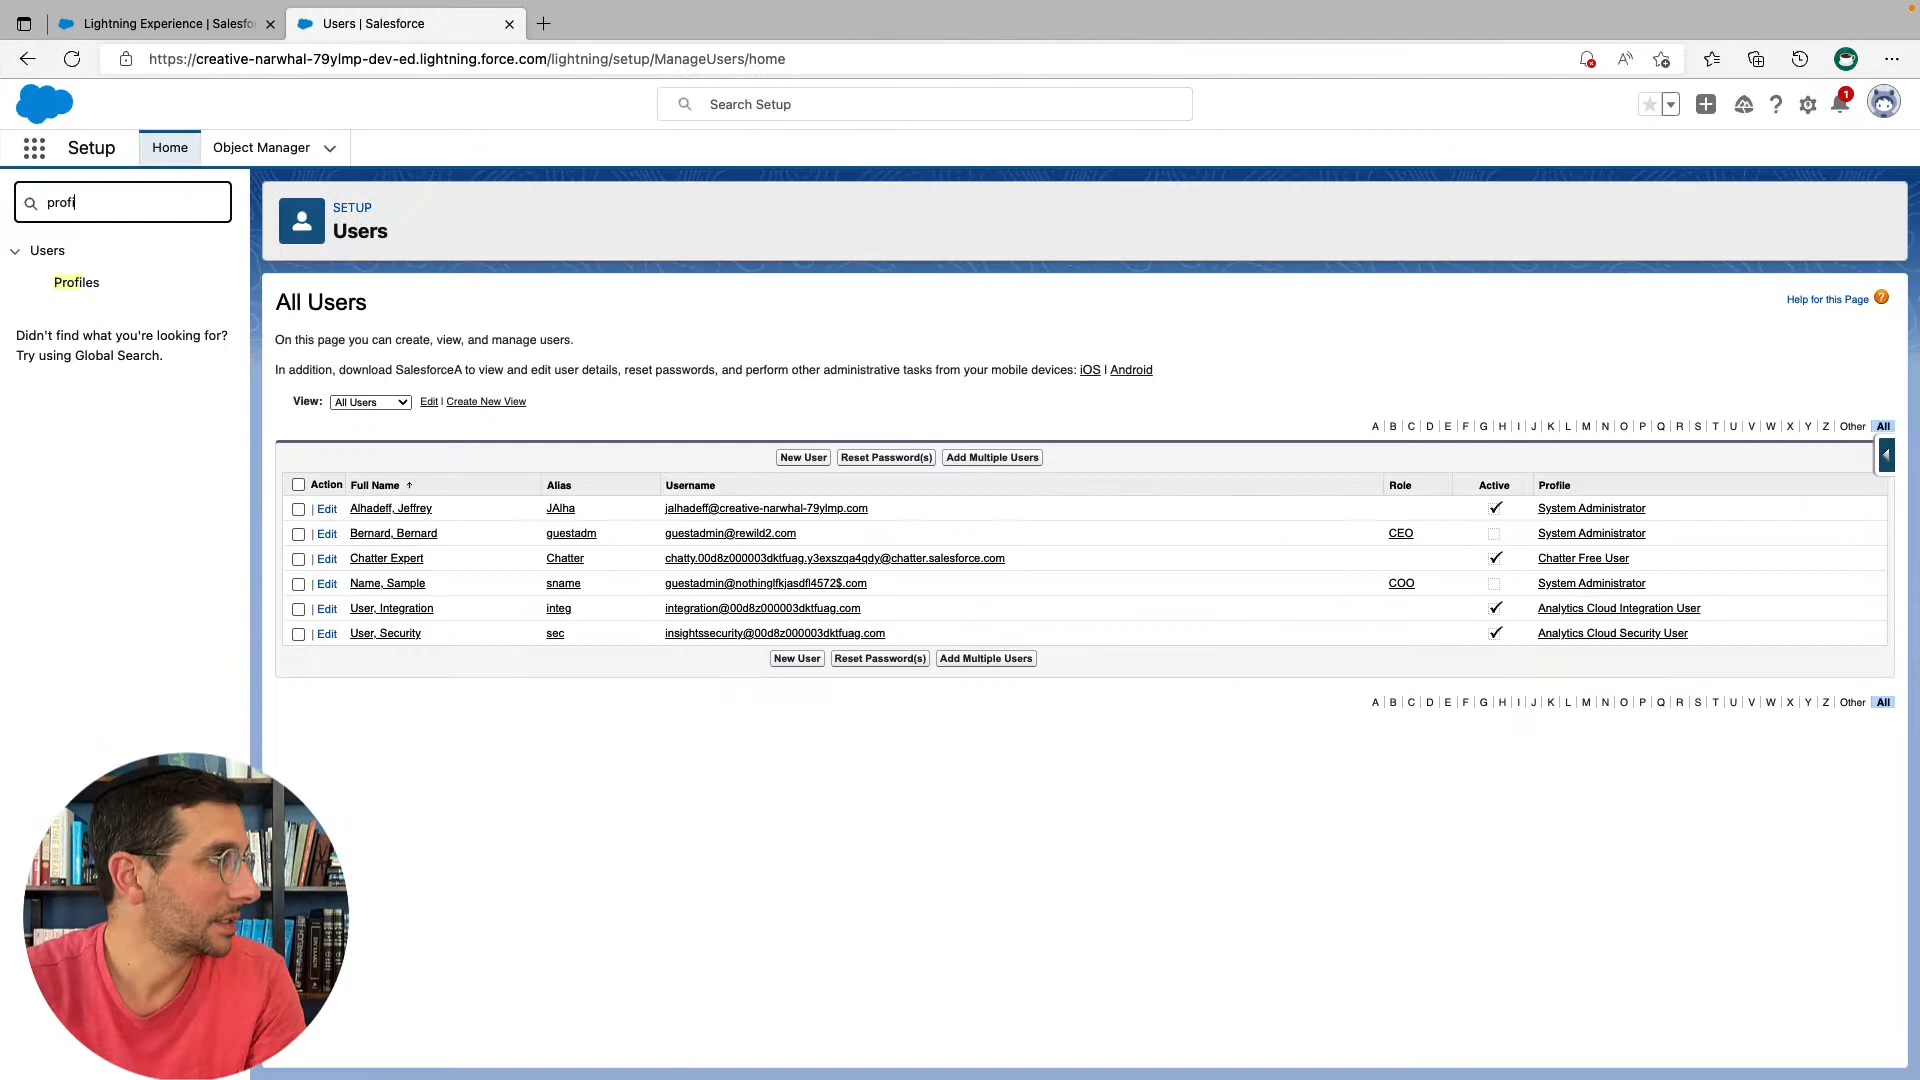 Lightning Experience | Salesfo
Users | Salesforce
https://creative-narwhal-79ylmp-dev-ed.lightning.force.com/lightning/setup/ManageUsers/home
Search Setup
1
Setup
Home
Object Manager
profi
Users
Profiles
Didn't find what you're looking for?
Try using Global Search.
SETUP
Users
All Users
Help for this Page ?
On this page you can create, view, and manage users.
In addition, download SalesforceA to view and edit user details, reset passwords, and perform other administrative tasks from your mobile devices: iOS | Android
View: All Users Edit | Create New View
A | B | C | D | E | F | G | H | I | J | K | L | M | N | O | P | Q | R | S | T | U | V | W | X | Y | Z | Other | All
New User Reset Password(s) Add Multiple Users
Action Full Name ↑ Alias Username Role Active Profile
| Edit Alhadeff, Jeffrey JAlha jalhadeff@creative-narwhal-79ylmp.com System Administrator
| Edit Bernard, Bernard guestadm guestadmin@rewild2.com CEO System Administrator
| Edit Chatter Expert Chatter chatty.00d8z000003dktfuag.y3exszqa4qdy@chatter.salesforce.com Chatter Free User
| Edit Name, Sample sname guestadmin@nothinglfkjasdfl4572$.com COO System Administrator
| Edit User, Integration integ integration@00d8z000003dktfuag.com Analytics Cloud Integration User
| Edit User, Security sec insightssecurity@00d8z000003dktfuag.com Analytics Cloud Security User
New User Reset Password(s) Add Multiple Users
A | B | C | D | E | F | G | H | I | J | K | L | M | N | O | P | Q | R | S | T | U | V | W | X | Y | Z | Other | All